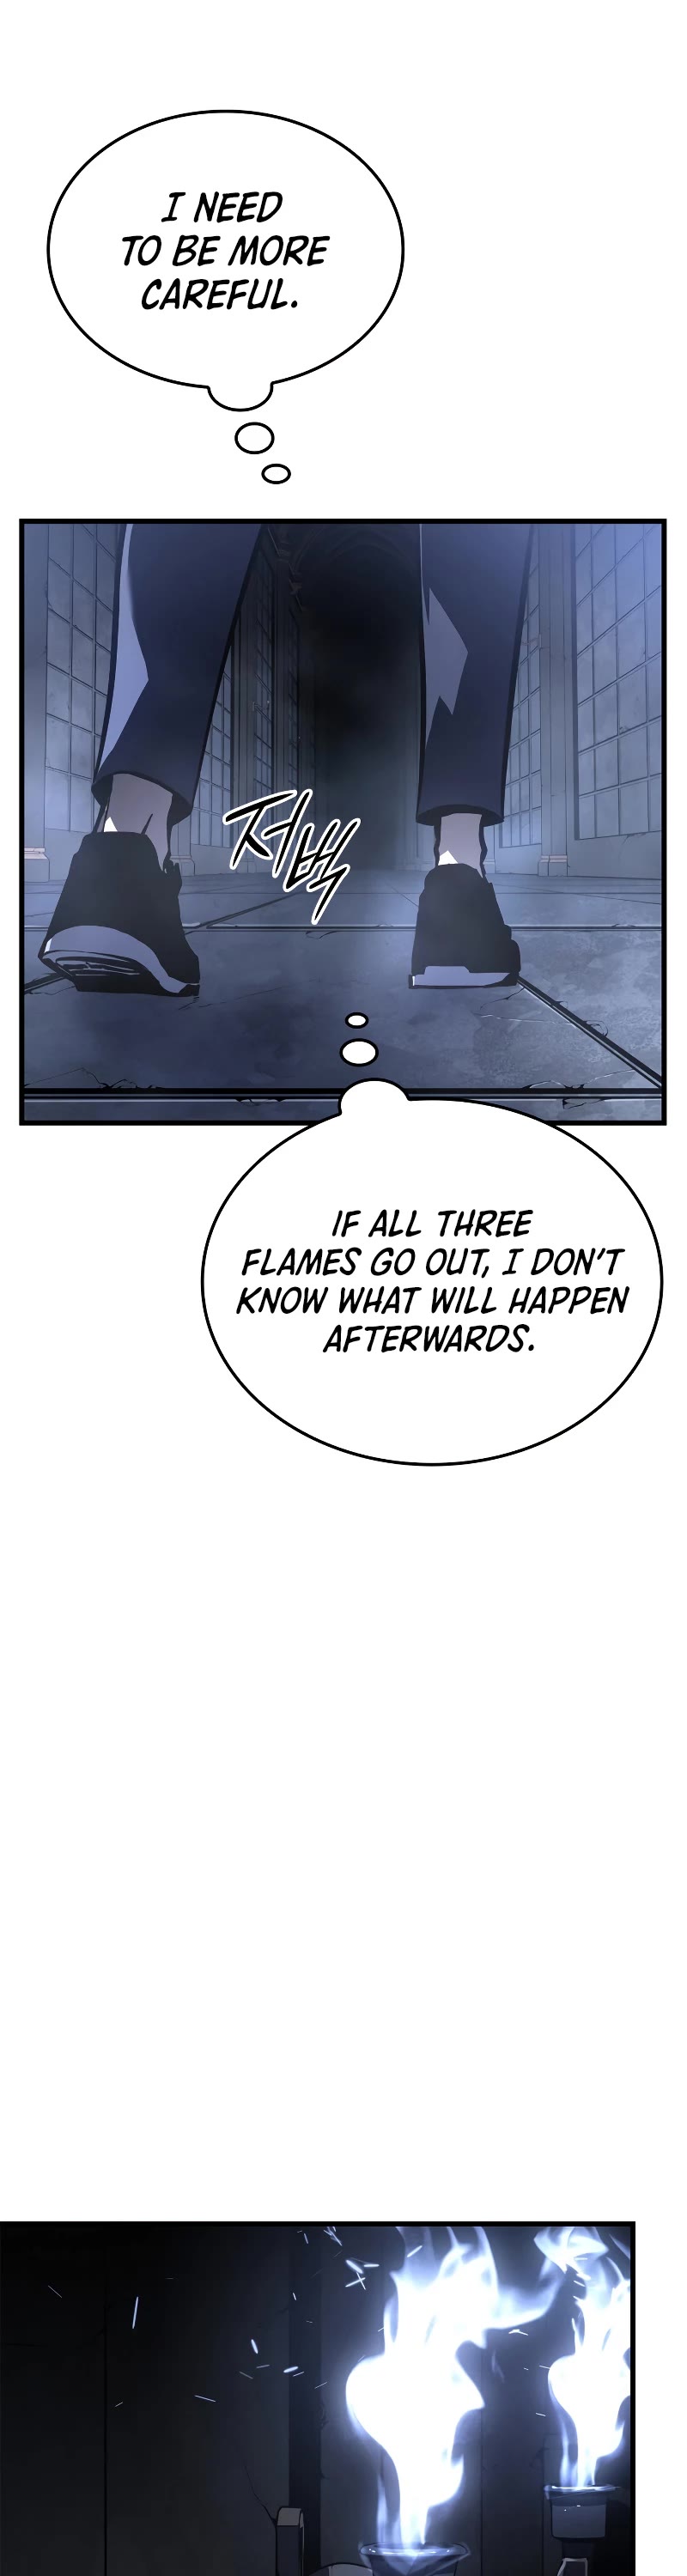 I NEED
TO BE MORE
CAREFUL.
저벅
IF ALL THREE
FLAMES GO OUT, I DON'T
KNOW WHAT WILL HAPPEN
AFTERWARDS.